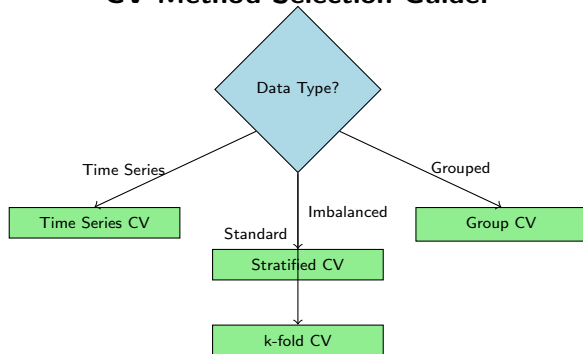 CV Method Selection Guide:
Data Type?
Time Series
Grouped
Imbalanced
Time Series CV
Group CV
Standard
Stratified CV
k-fold CV